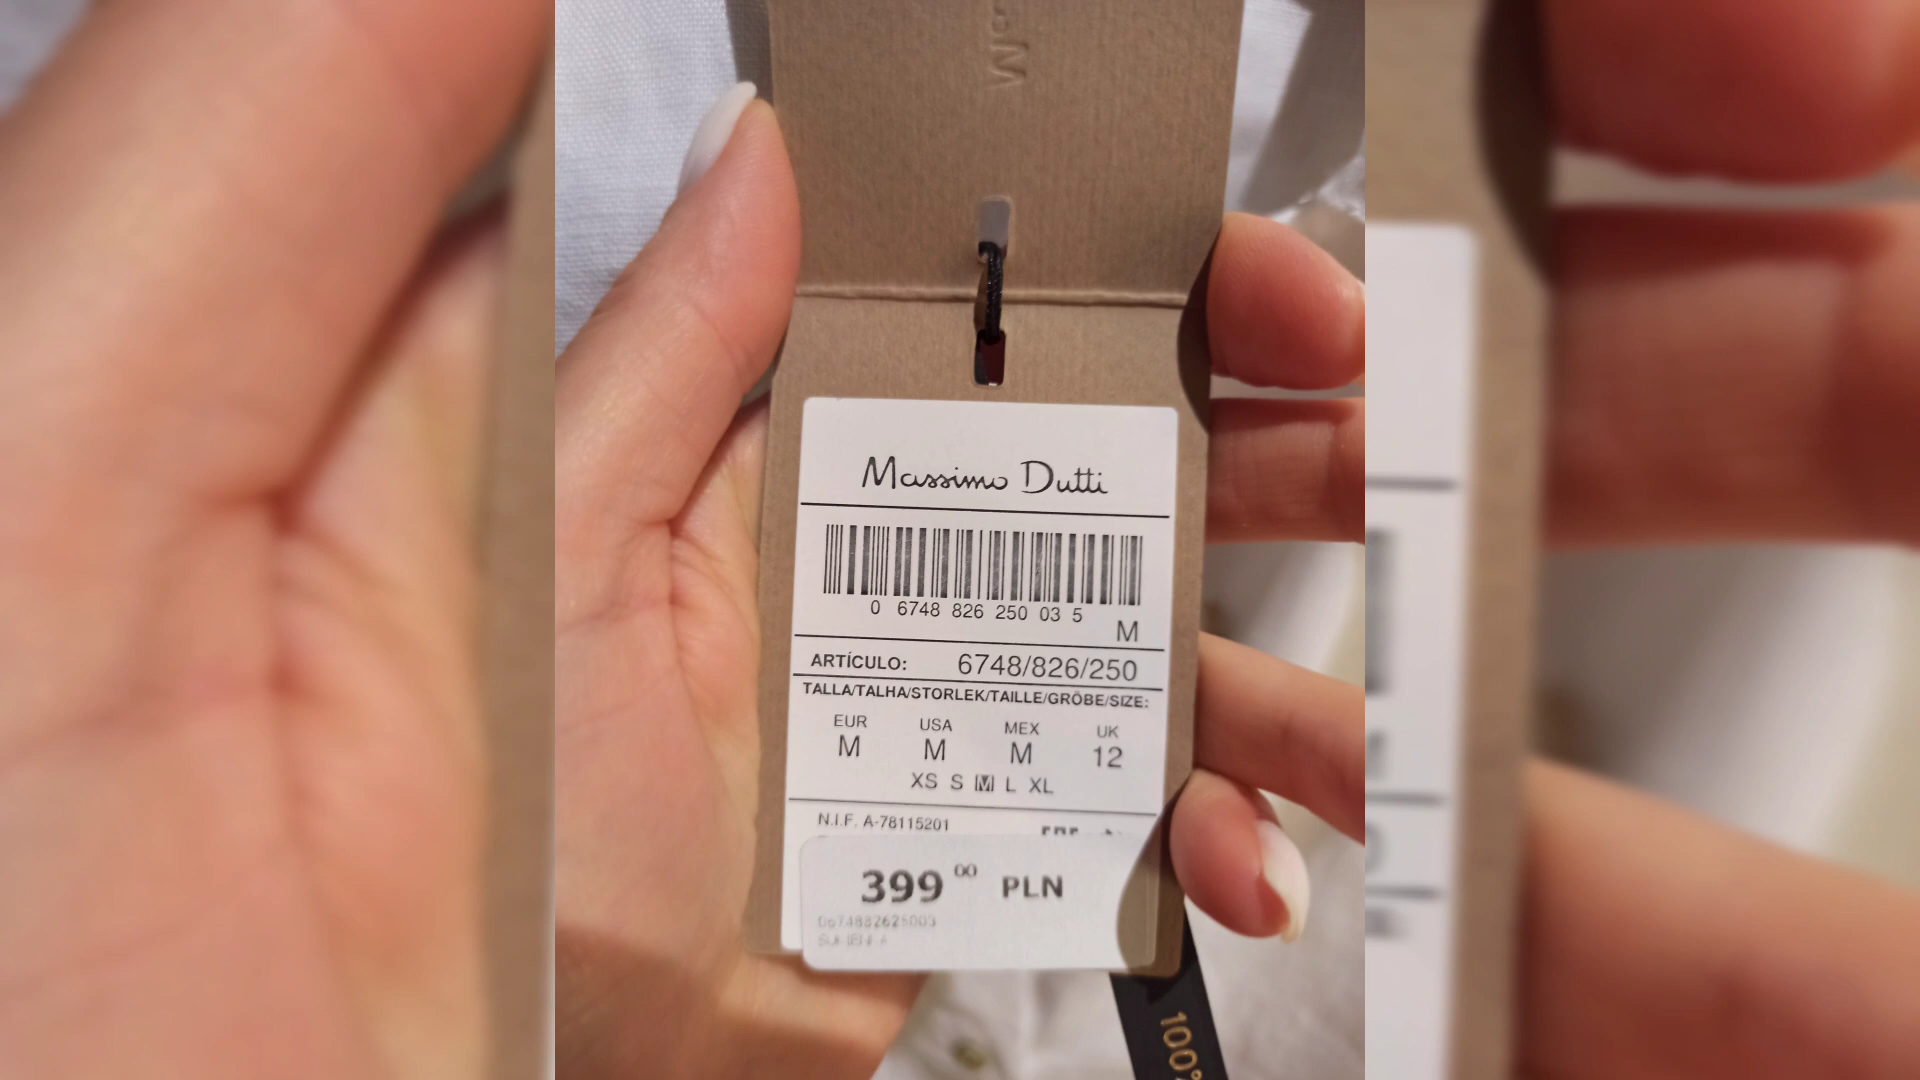 Massimo Dutti
0 6748 826 250 03 5
M
ARTÍCULO: 6748/826/250
TALLA/TALHA/STORLEK/TAILLE/GRÖBE/SIZE:
EUR USA MEX UK
M M M 12
XS S M L XL
N.I.F. A-78115201
399 00 PLN
0674882625003
100%